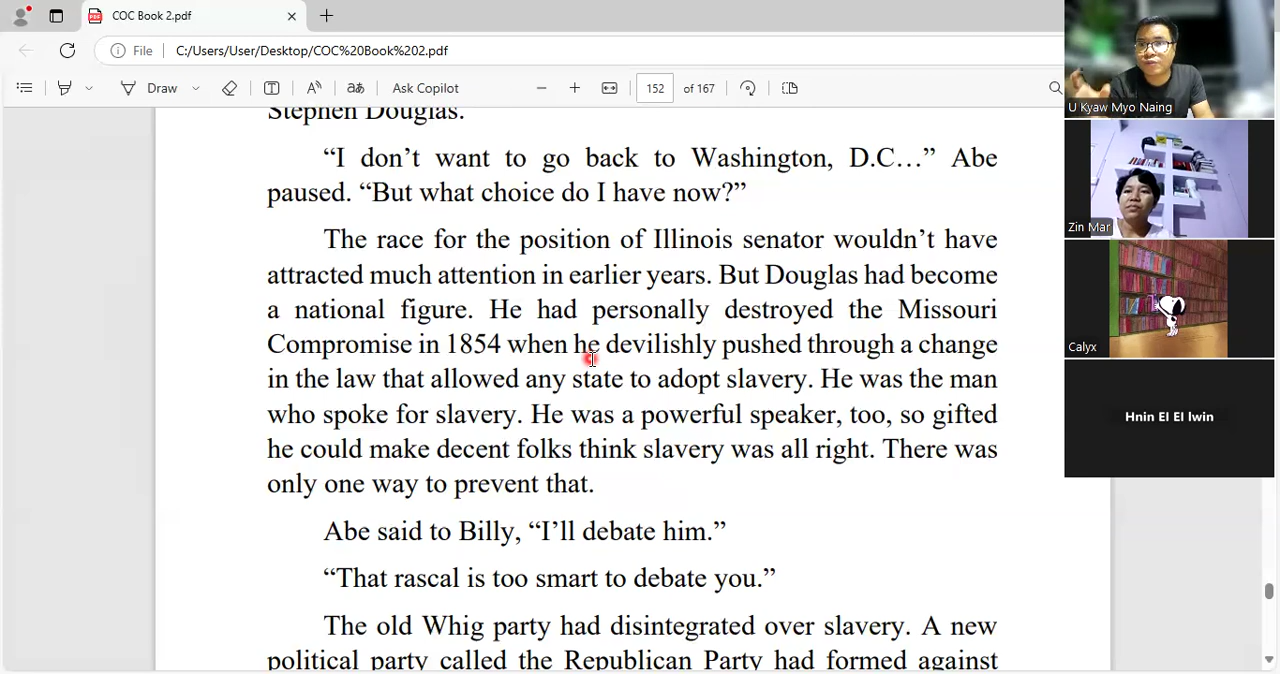 COC Book 2.pdf
File
C:/Users/User/Desktop/COC%20Book%202.pdf
Draw
Ask Copilot
152 of 167
Stephen Douglas.
“I don’t want to go back to Washington, D.C…” Abe
paused. “But what choice do I have now?”
The race for the position of Illinois senator wouldn’t have
attracted much attention in earlier years. But Douglas had become
a national figure. He had personally destroyed the Missouri
Compromise in 1854 when he devilishly pushed through a change
in the law that allowed any state to adopt slavery. He was the man
who spoke for slavery. He was a powerful speaker, too, so gifted
he could make decent folks think slavery was all right. There was
only one way to prevent that.
Abe said to Billy, “I’ll debate him.”
“That rascal is too smart to debate you.”
The old Whig party had disintegrated over slavery. A new
political party called the Republican Party had formed against
U Kyaw Myo Naing
Zin Mar
Calyx
Hnin EI EI lwin